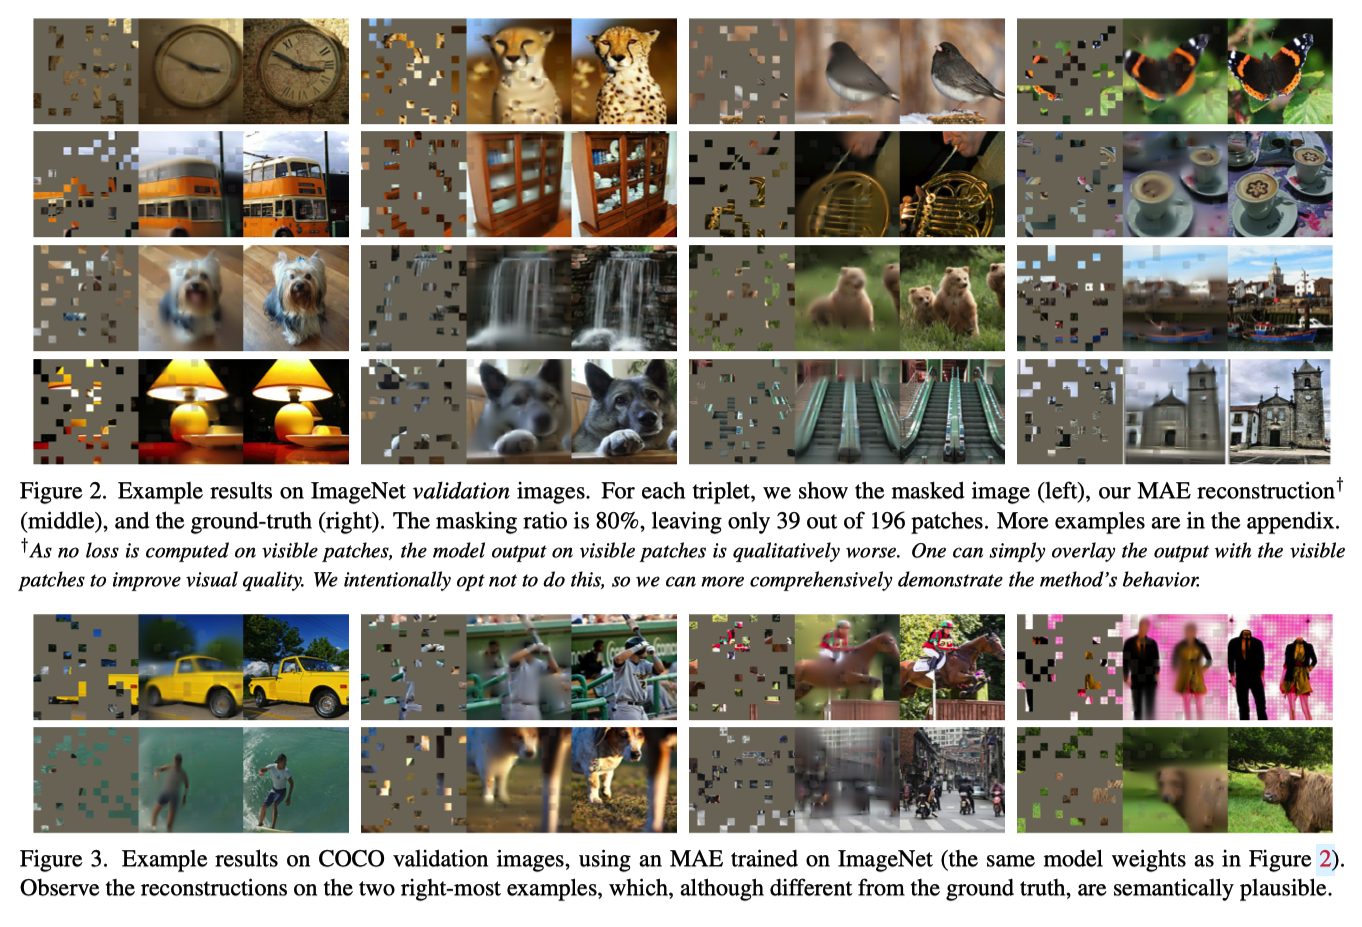 Figure 2. Example results on ImageNet validation images. For each triplet, we show the masked image (left), our MAE reconstruction†
(middle), and the ground-truth (right). The masking ratio is 80%, leaving only 39 out of 196 patches. More examples are in the appendix.
†As no loss is computed on visible patches, the model output on visible patches is qualitatively worse. One can simply overlay the output with the visible
patches to improve visual quality. We intentionally opt not to do this, so we can more comprehensively demonstrate the method's behavior.
Figure 3. Example results on COCO validation images, using an MAE trained on ImageNet (the same model weights as in Figure 2).
Observe the reconstructions on the two right-most examples, which, although different from the ground truth, are semantically plausible.